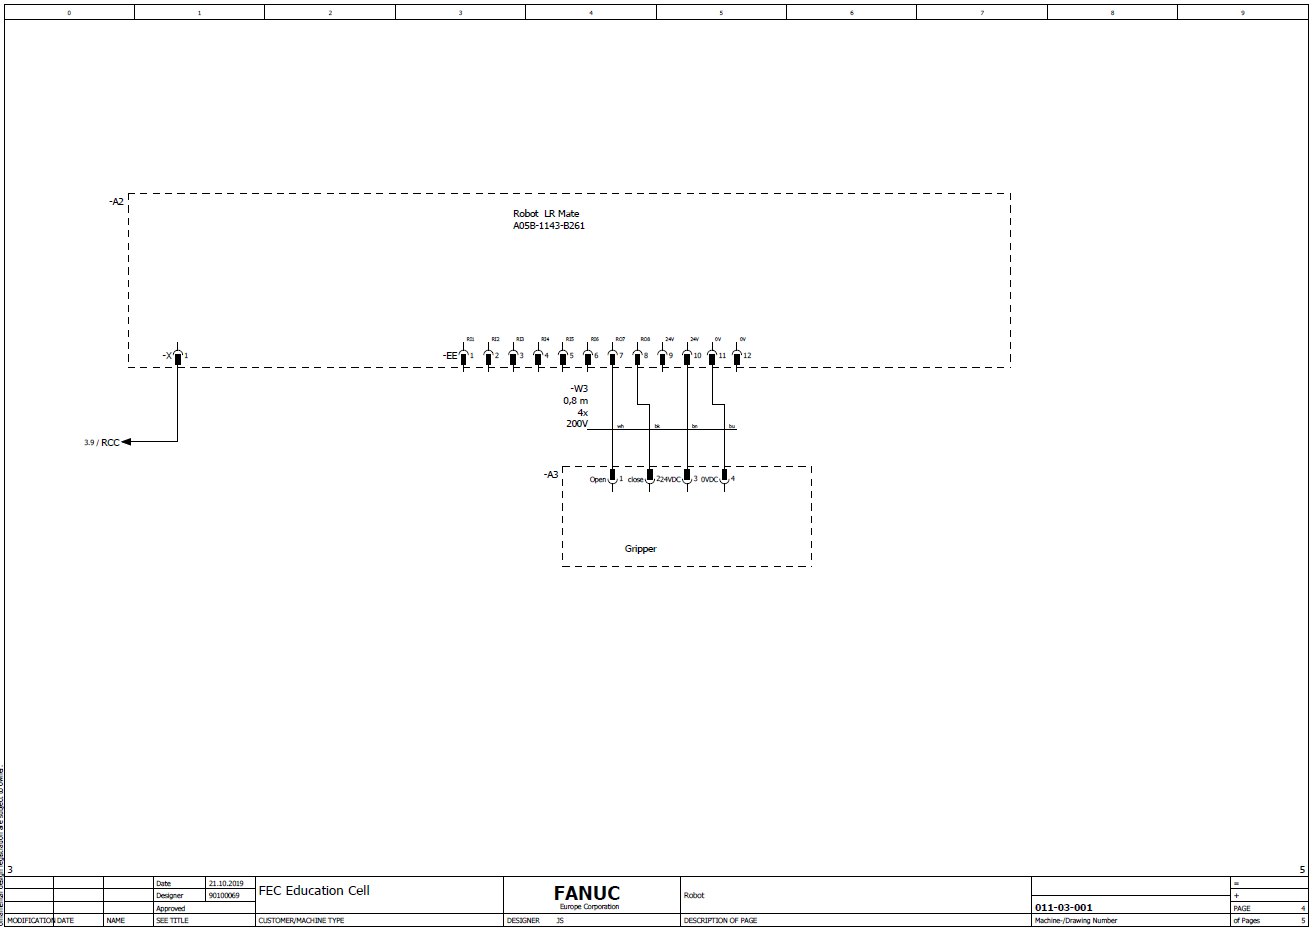 0 1 2 3 4 5 6 7 8 9
-A2
Robot LR Mate
A05B-1143-B261
RI1 RI2 RI3 RI4 RI5 RI6 RO7 RO8 24V 24V 0V 0V
-X 1 -EE 1 2 3 4 5 6 7 8 9 10 11 12
-W3
0,8 m
4x
200V
wh bk bn bu
3.9 / RCC
-A3
Open 1 close 2 24VDC 3 0VDC 4
Gripper
3 5
Date 21.10.2019
Designer 90100069
Approved
FEC Education Cell
FANUC
Europe Corporation
Robot
=
+
011-03-001
PAGE 4
MODIFICATION DATE NAME SEE TITLE CUSTOMER/MACHINE TYPE DESIGNER JS DESCRIPTION OF PAGE Machine-/Drawing Number of Pages 5